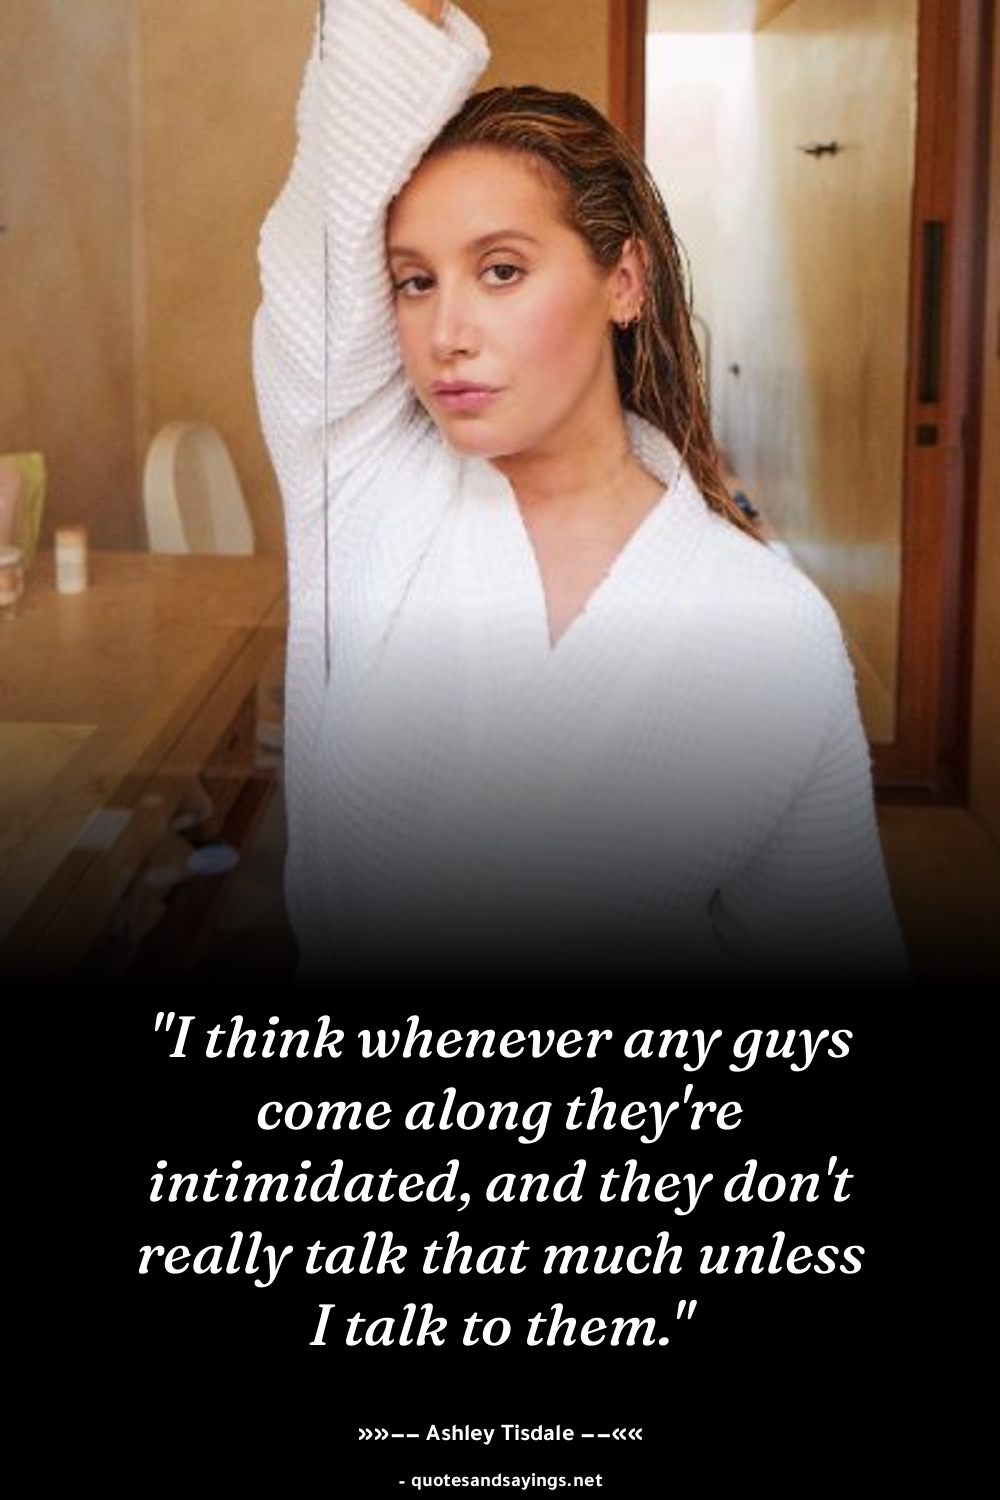 "I think whenever any guys
come along they're
intimidated, and they don't
really talk that much unless
I talk to them."
»»–– Ashley Tisdale ––««
- quotesandsayings.net